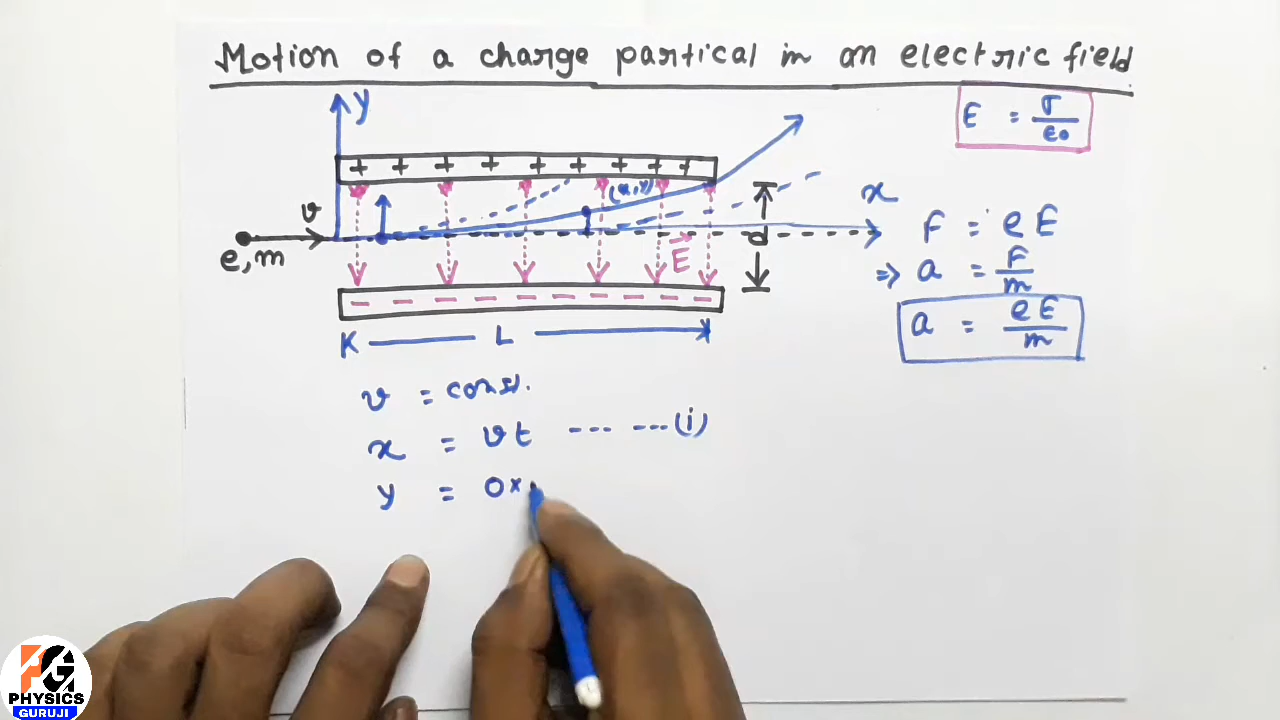 Motion of a charge partical in an electric field
y
E = σ/ε0
+ + + + + + + + +
(x,y)
x
v
e,m
d
E
F = eE
⇒ a = F/m
a = eE/m
- - - - - - - - -
K L
v = const.
x = vt --- ---(i)
y = 0×
PHYSICS
GURUJI